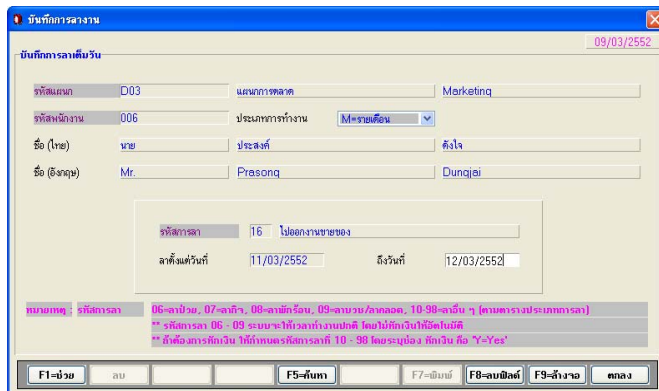 บันทึกการลางาน
09/03/2552
บันทึกการลาเต็มวัน
รหัสแผนก D03 แผนกการตลาด Marketing
รหัสพนักงาน 006 ประเภทการทำงาน M=รายเดือน
ชื่อ (ไทย) นาย ประสงค์ ดังใจ
ชื่อ (อังกฤษ) Mr. Prasong Dungjai
รหัสการลา 16 ไปออกงานขายของ
ลาตั้งแต่วันที่ 11/03/2552 ถึงวันที่ 12/03/2552
หมายเหตุ : รหัสการลา 06=ลาป่วย, 07=ลากิจ, 08=ลาพักร้อน, 09=ลาบวช/ลาคลอด, 10-98=ลาอื่น ๆ (ตามตารางประเภทการลา)
** รหัสการลา 06 - 09 ระบบจะให้เวลาทำงานปกติ โดยไม่หักเงินให้อัตโนมัติ
** ถ้าต้องการหักเงิน ให้กำหนดรหัสการลาที่ 10 - 98 โดยระบุช่อง หักเงิน คือ 'Y=Yes'
F1=ช่วย ลบ F5=ค้นหา F7=พิมพ์ F8=ลบฟิลด์ F9=ล้างจอ ตกลง